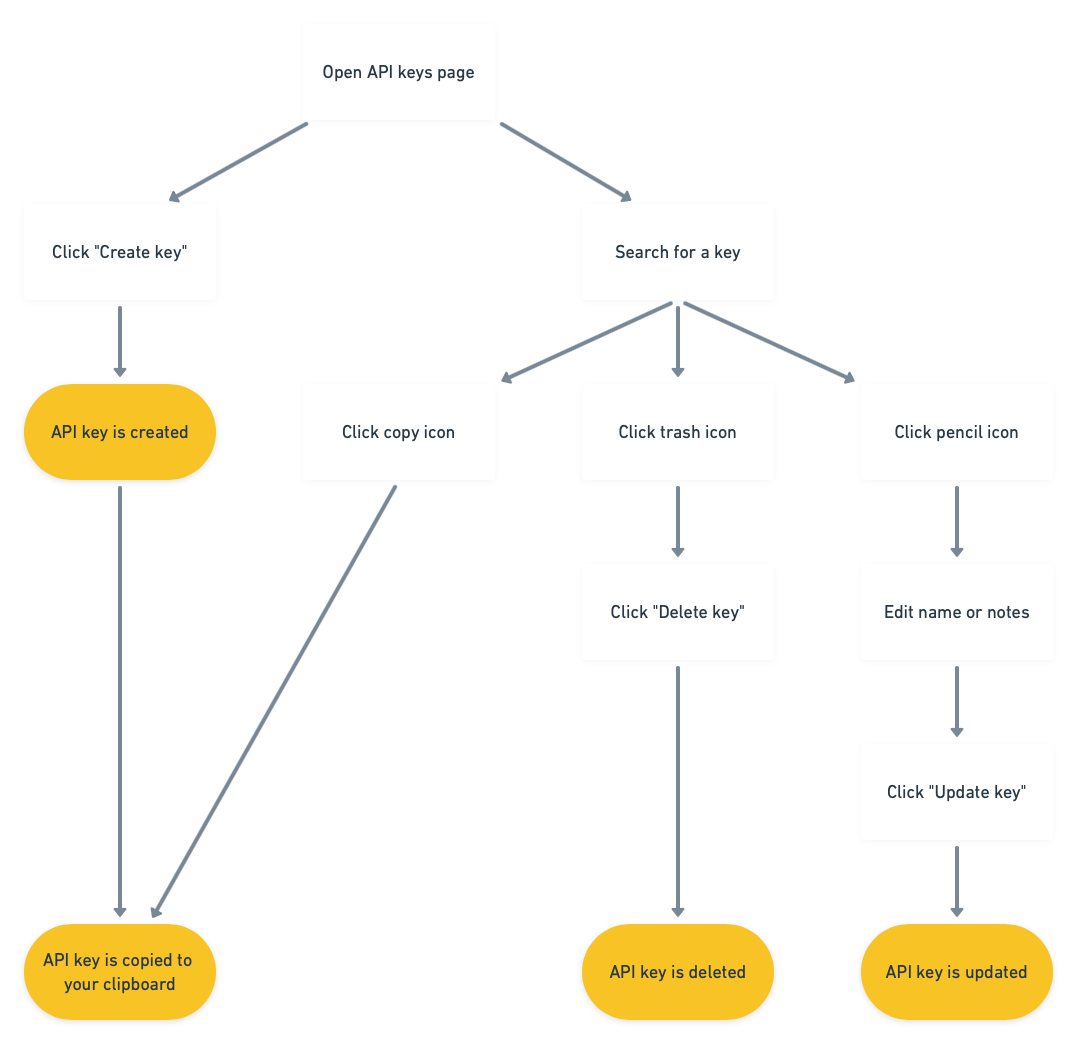 Open API keys page
Click "Create key"
Search for a key
API key is created
Click copy icon
Click trash icon
Click pencil icon
Click "Delete key"
Edit name or notes
Click "Update key"
API key is copied to
your clipboard
API key is deleted
API key is updated